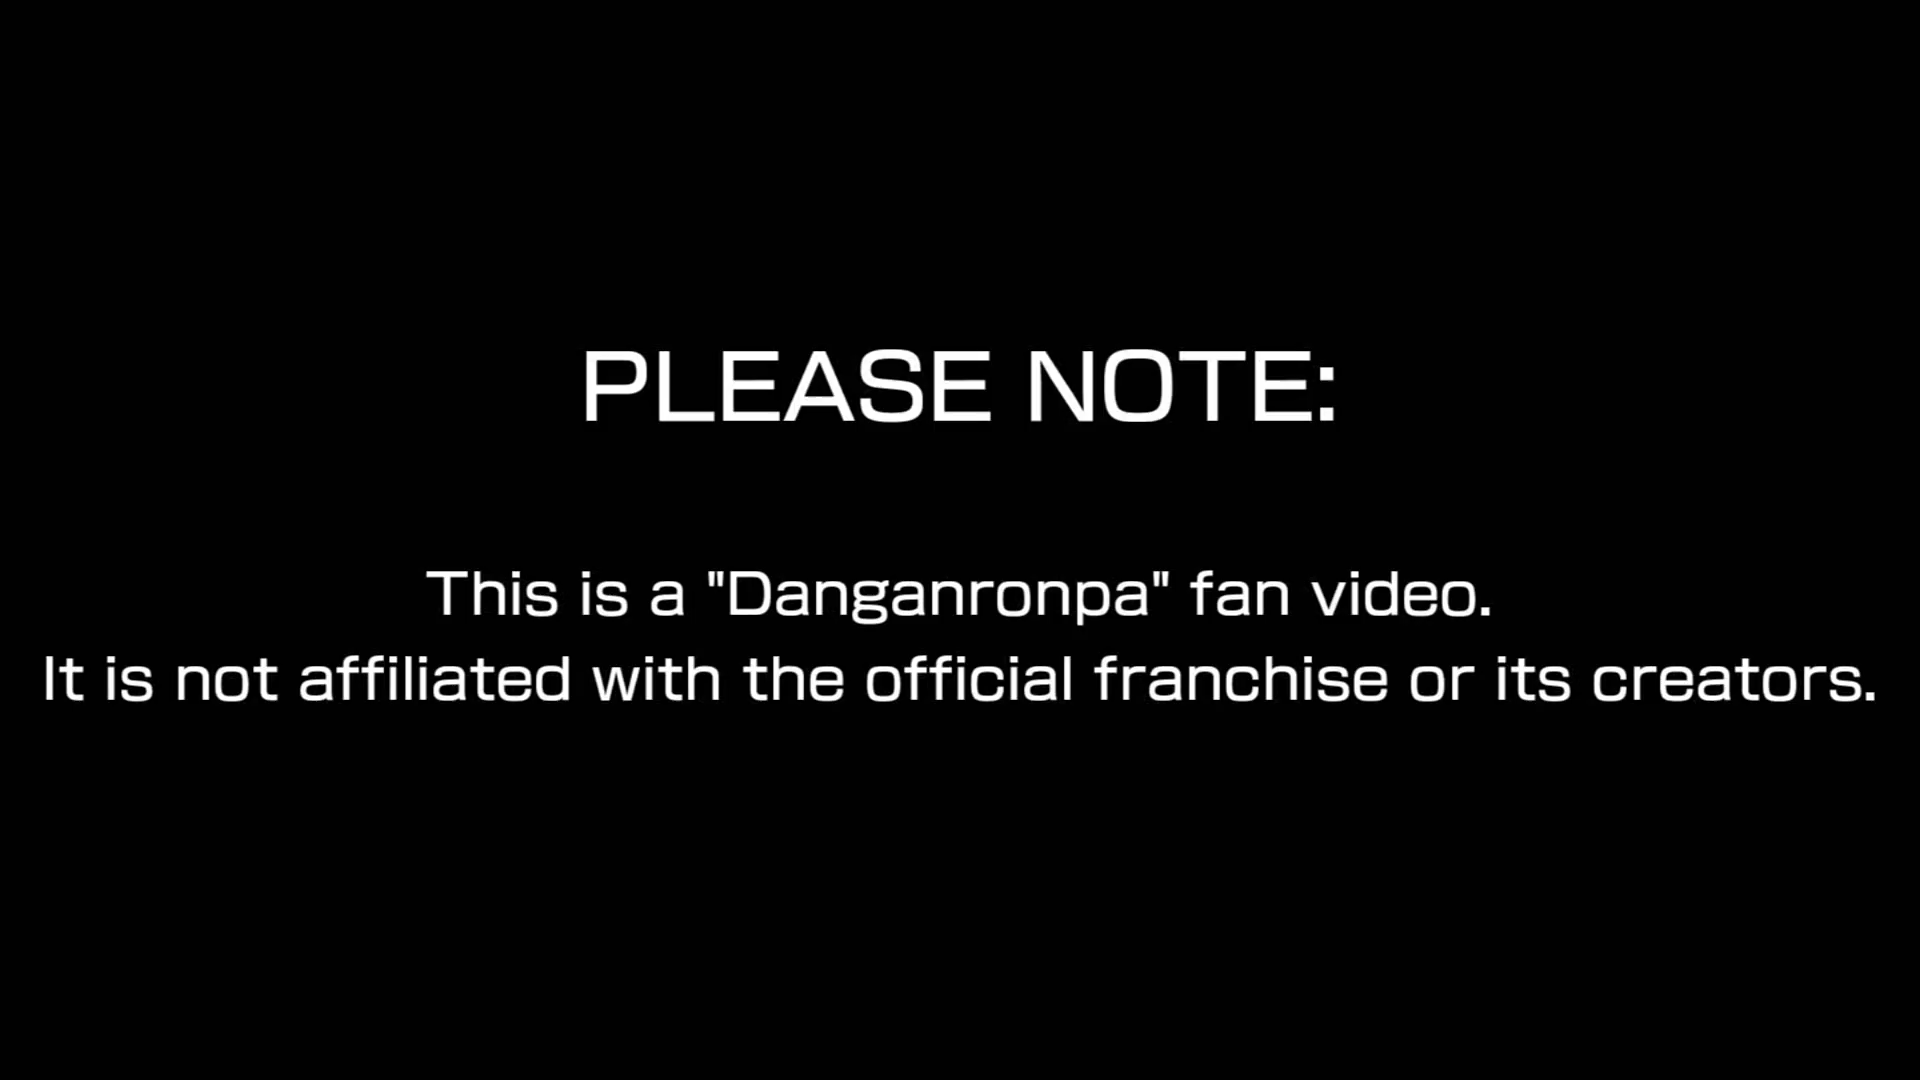 PLEASE NOTE:
This is a "Danganronpa" fan video.
It is not affiliated with the official franchise or its creators.